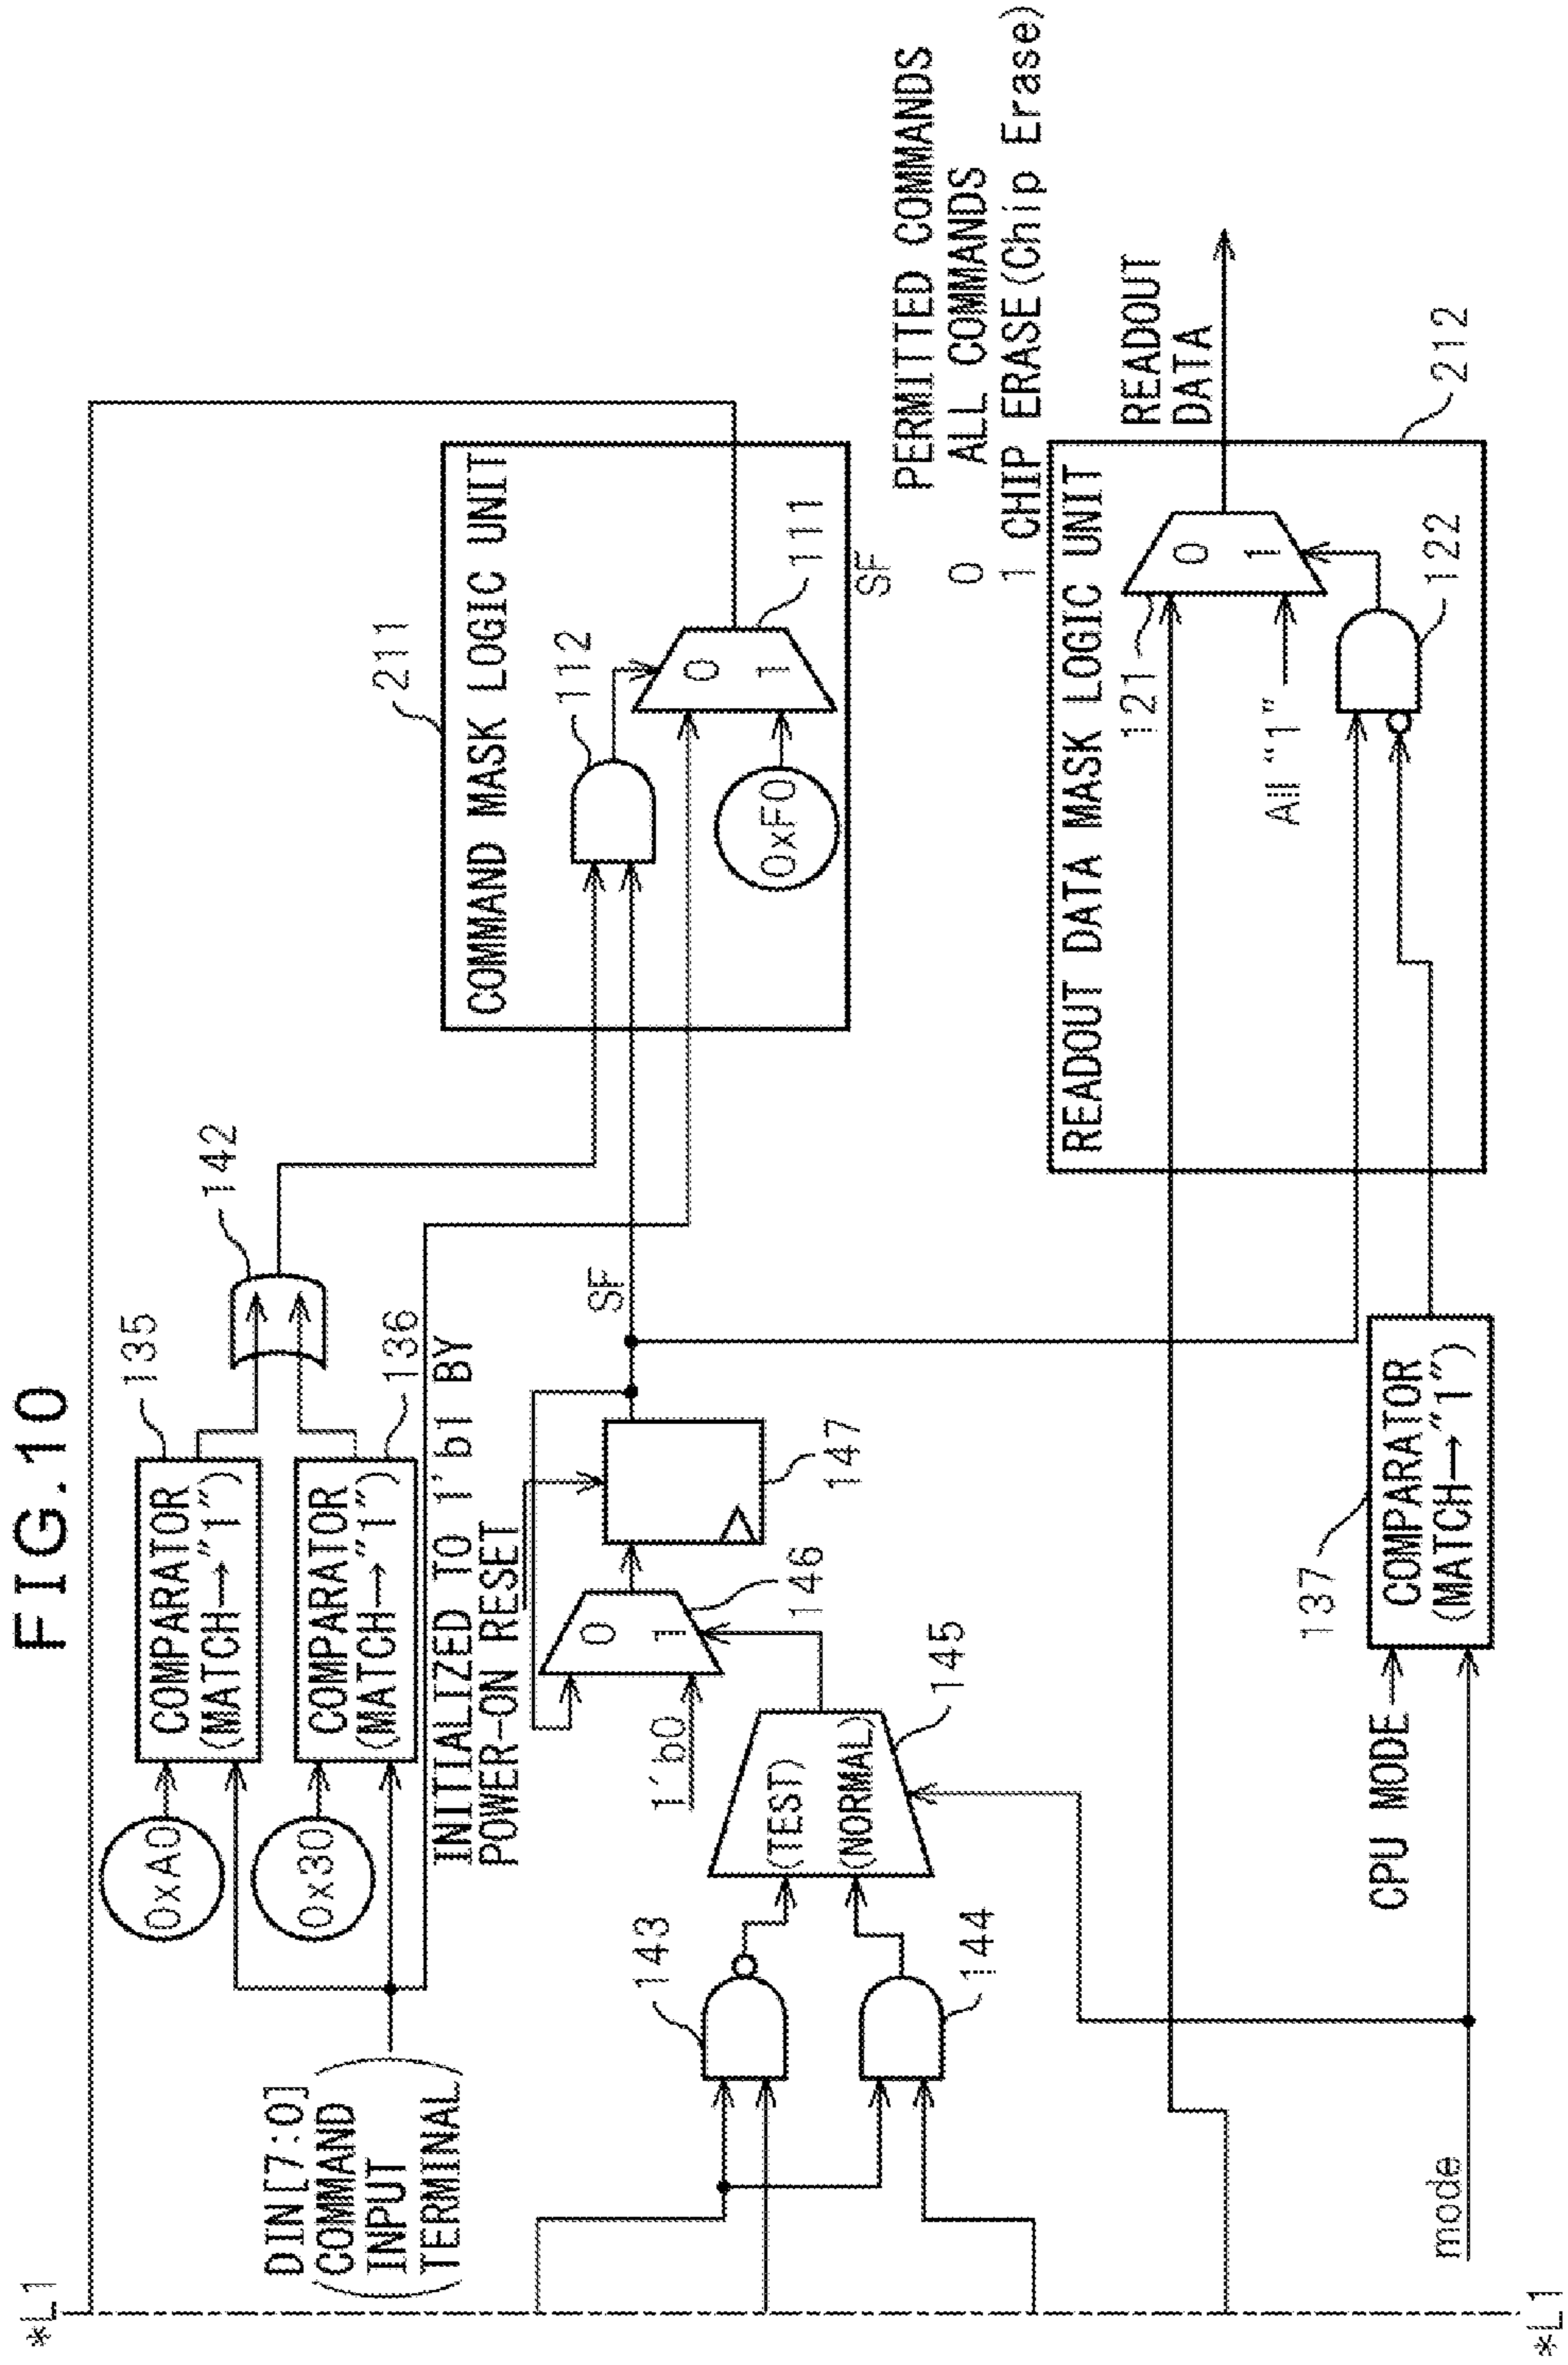 FIG.10
*L1
DIN[7:0]
COMMAND
INPUT
TERMINAL
0xA0
0x30
COMPARATOR
(MATCH→"1")
135
COMPARATOR
(MATCH→"1")
136
142
INITIALIZED TO 1'b1 BY
POWER-ON RESET
211
COMMAND MASK LOGIC UNIT
112
0
1
111
0xF0
SF
SF
PERMITTED COMMANDS
0 ALL COMMANDS
1 CHIP ERASE(Chip Erase)
0
1
146
147
1'b0
(TEST)
(NORMAL)
145
143
144
READOUT DATA MASK LOGIC UNIT
121
0
1
All "1"
122
READOUT
DATA
212
137
COMPARATOR
(MATCH→"1")
CPU MODE
mode
*L1